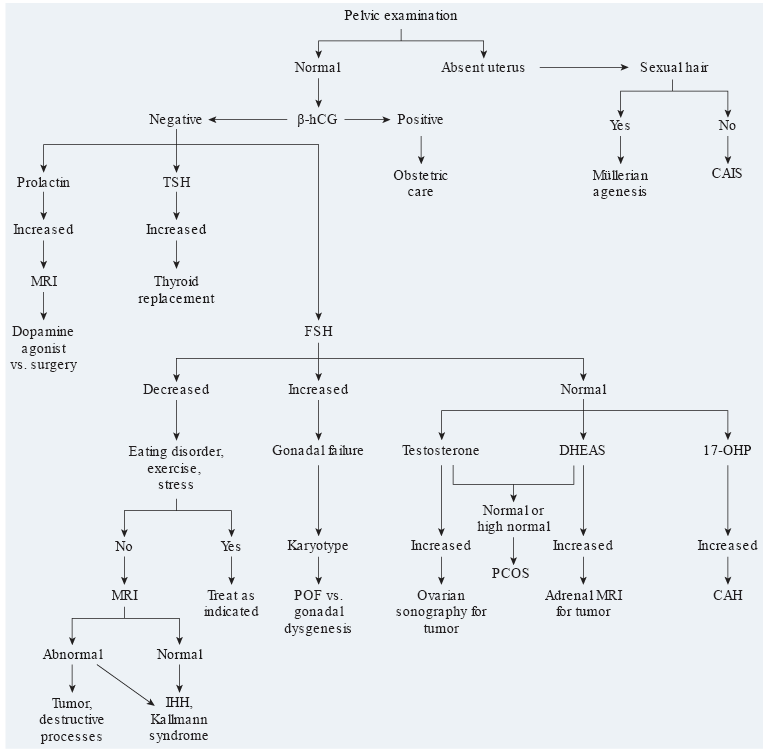 Pelvic examination
Normal
Absent uterus
Sexual hair
Negative
β-hCG
Positive
Yes
No
Obstetric
care
Müllerian
agenesis
CAIS
Prolactin
TSH
Increased
Increased
MRI
Thyroid
replacement
Dopamine
agonist
vs. surgery
FSH
Decreased
Increased
Normal
Eating disorder,
exercise,
stress
Gonadal failure
Testosterone
DHEAS
17-OHP
Normal or
high normal
No
Yes
Karyotype
Increased
Increased
Increased
PCOS
MRI
Treat as
indicated
POF vs.
gonadal
dysgenesis
Ovarian
sonography for
tumor
Adrenal MRI
for tumor
CAH
Abnormal
Normal
Tumor,
destructive
processes
IHH,
Kallmann
syndrome